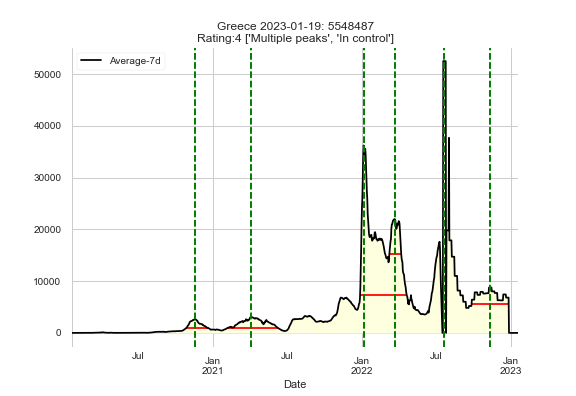 Greece 2023-01-19: 5548487
Rating:4 ['Multiple peaks', 'In control']
Average-7d
50000
40000
30000
20000
10000
0
Jul
Jan
2021
Jul
Jan
2022
Jul
Jan
2023
Date